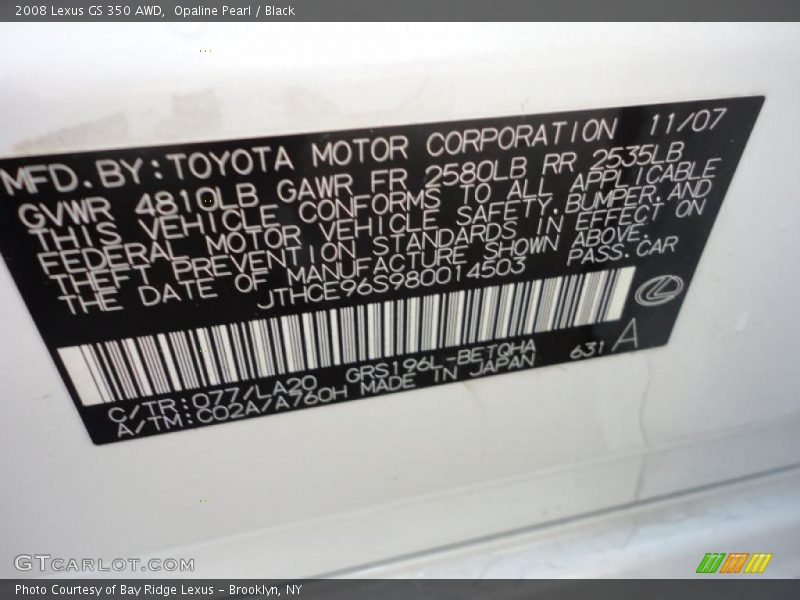 2008 Lexus GS 350 AWD,  Opaline Pearl / Black
MFD.BY:TOYOTA MOTOR CORPORATION 11/07
GVWR 4810LB GAWR FR 2580LB RR 2535LB
THIS VEHICLE CONFORMS TO ALL APPLICABLE
FEDERAL MOTOR VEHICLE SAFETY,BUMPER,AND
THEFT PREVENTION STANDARDS IN EFFECT ON
THE DATE OF MANUFACTURE SHOWN ABOVE.
JTHCE96S980014503 PASS.CAR
C/TR:077/LA20 GRS196L-BETQHA 631 A
A/TM:C02A/A760H MADE IN JAPAN
GTCARLOT.COM
Photo Courtesy of Bay Ridge Lexus - Brooklyn, NY